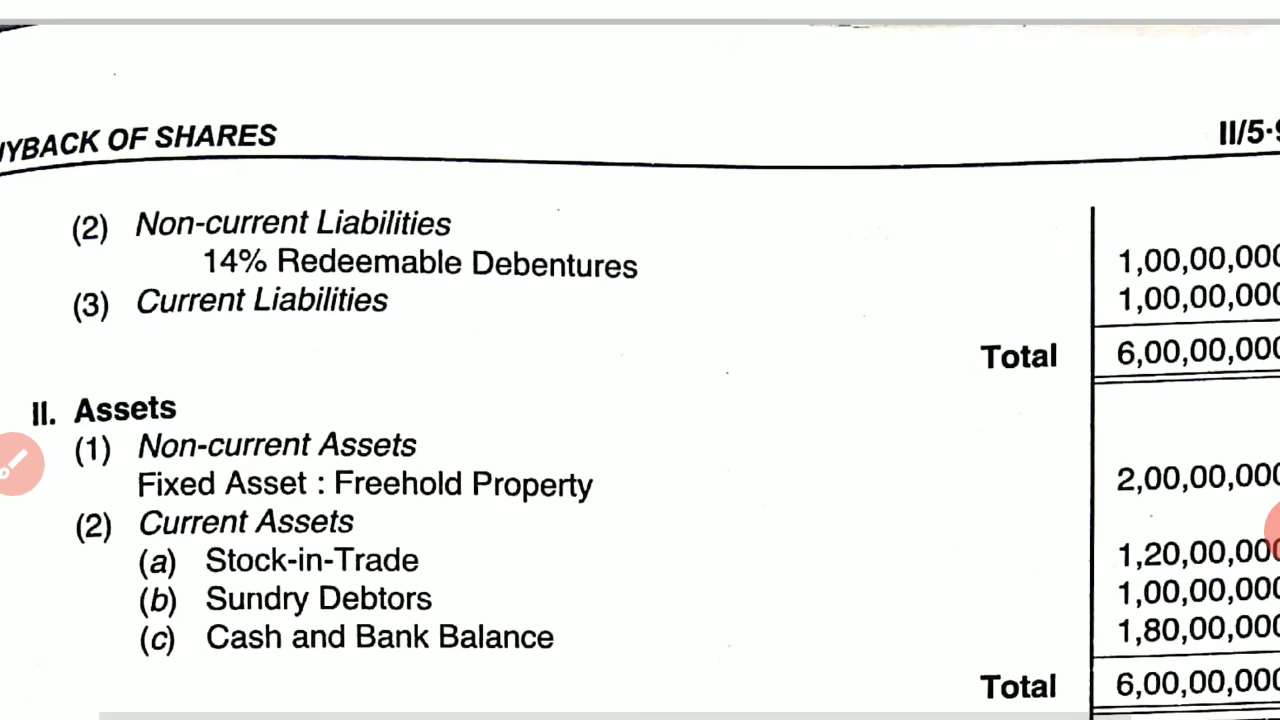 YBACK OF SHARES
II/5·9
(2) Non-current Liabilities
14% Redeemable Debentures 1,00,00,000
(3) Current Liabilities 1,00,00,000
Total 6,00,00,000
II. Assets
(1) Non-current Assets
Fixed Asset : Freehold Property 2,00,00,000
(2) Current Assets
(a) Stock-in-Trade 1,20,00,000
(b) Sundry Debtors 1,00,00,000
(c) Cash and Bank Balance 1,80,00,000
Total 6,00,00,000